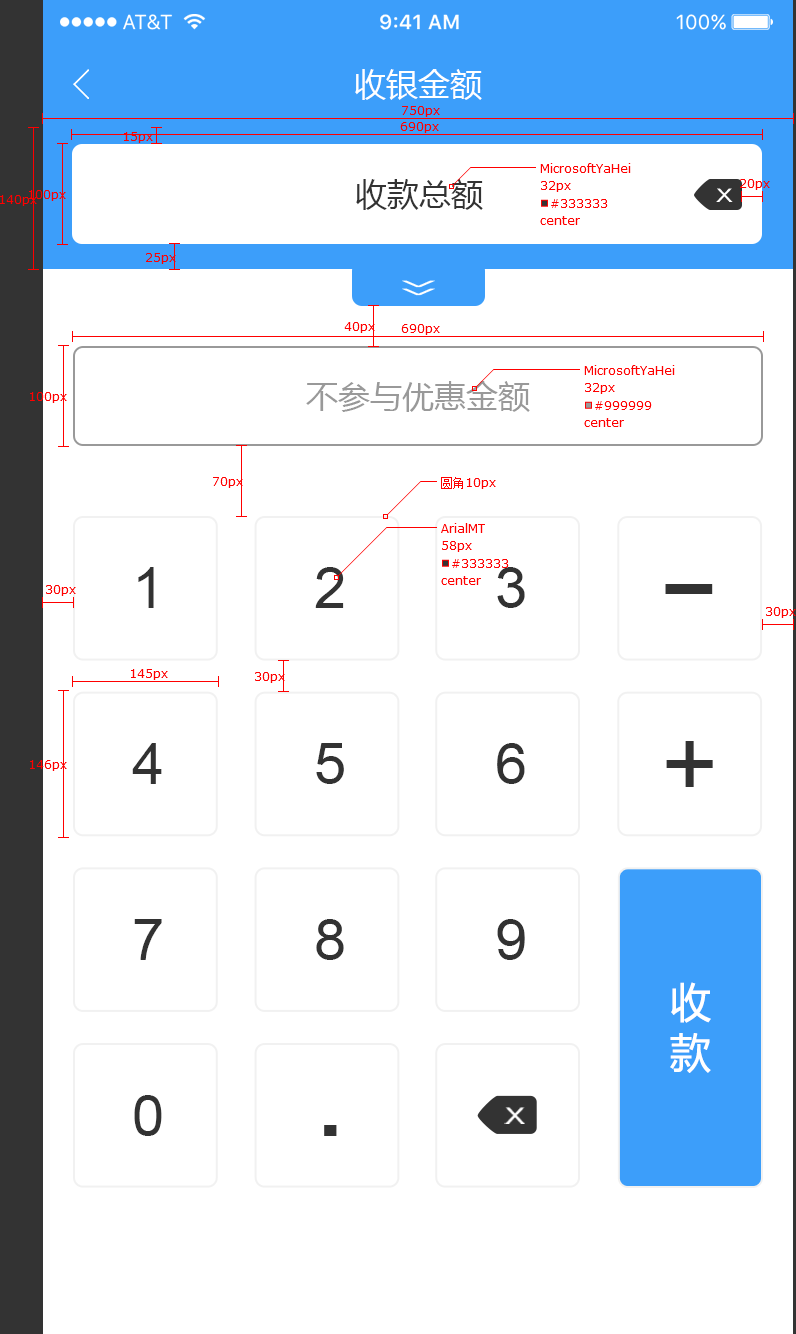 AT&T 9:41 AM 100%
收银金额
750px
690px
15px
MicrosoftYaHei
32px
#333333
center
收款总额
20px
100px
140px
25px
40px
690px
MicrosoftYaHei
32px
#999999
center
不参与优惠金额
100px
70px
圆角10px
ArialMT
58px
#333333
center
1 2 3 −
30px
30px
145px
30px
4 5 6 +
146px
7 8 9
收款
0 .